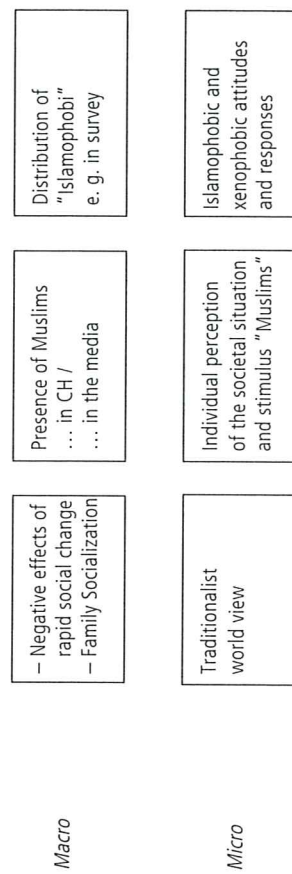 Macro
– Negative effects of
rapid social change
– Family Socialization
Presence of Muslims
... in CH /
... in the media
Distribution of
"Islamophobi"
e. g. in survey
Micro
Traditionalist
world view
Individual perception
of the societal situation
and stimulus "Muslims"
Islamophobic and
xenophobic attitudes
and responses